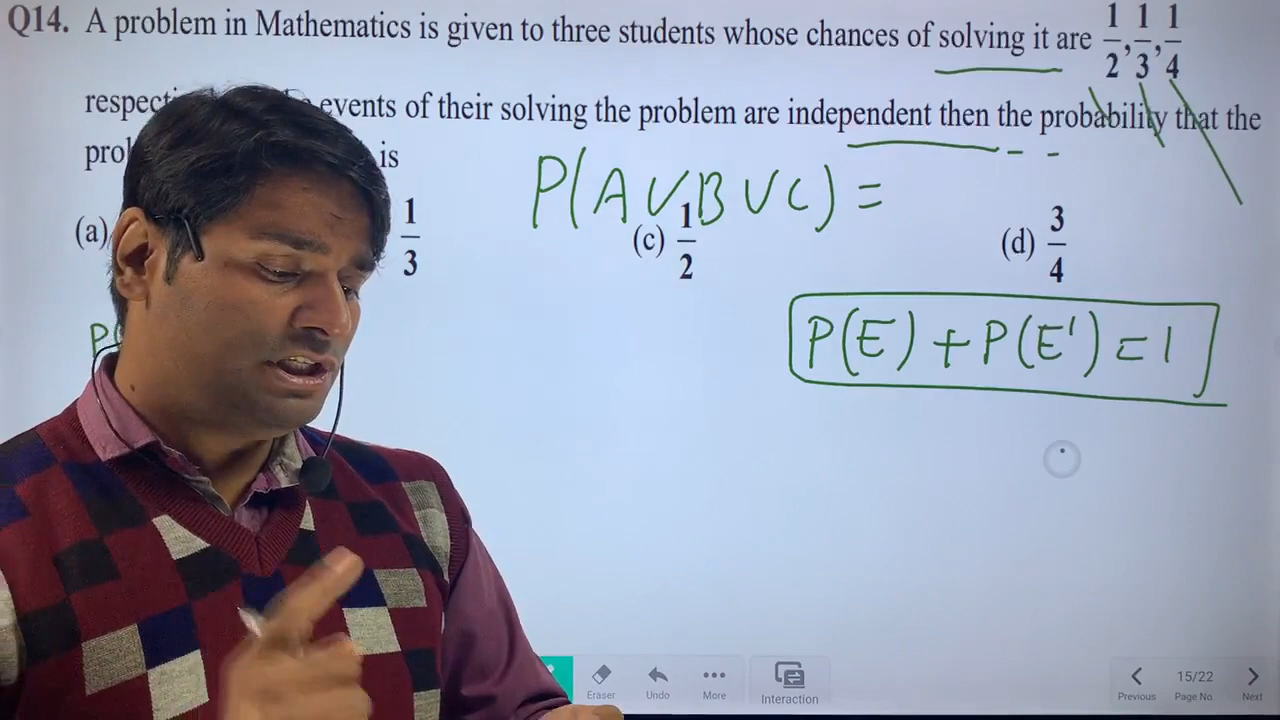 Q14. A problem in Mathematics is given to three students whose chances of solving it are 1/2, 1/3, 1/4
events of their solving the problem are independent then the probability that the
is
P(A ∪ B ∪ C) =
(a) 1/3 (c) 1/2 (d) 3/4
P(E) + P(E') = 1
Eraser Undo More Interaction Previous 15/22 Page No. Next